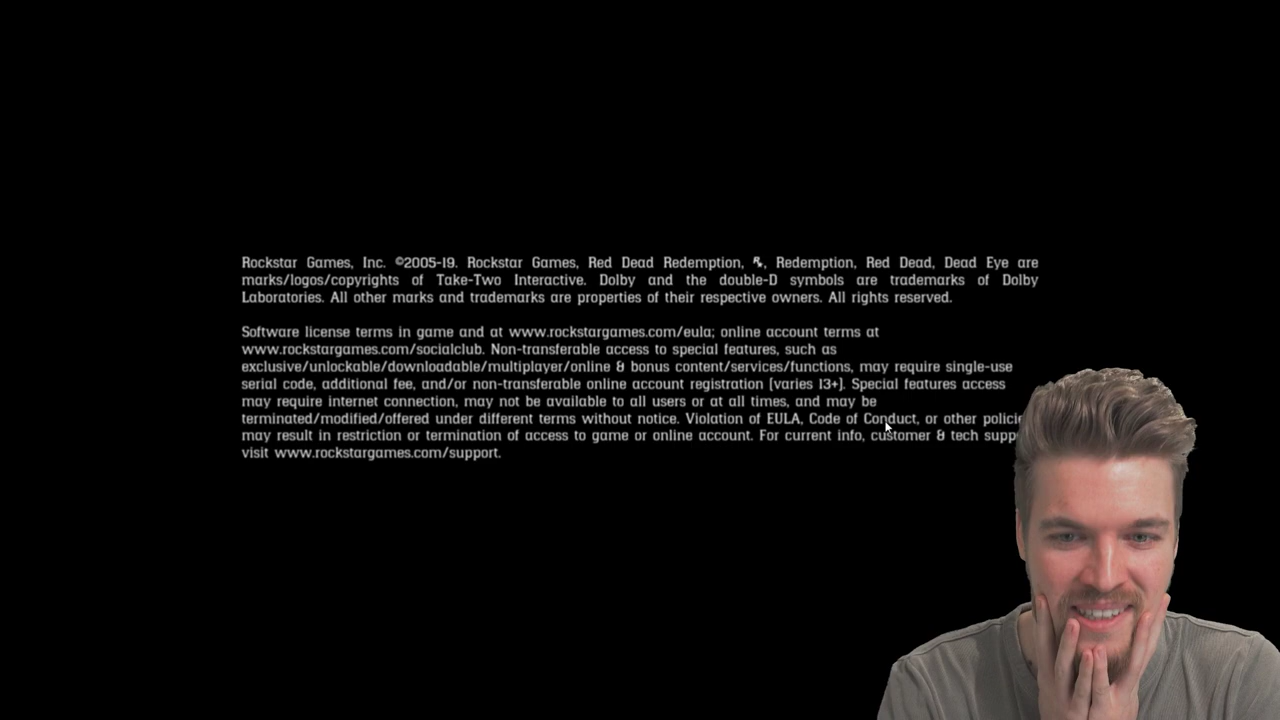 Rockstar Games, Inc. ©2005-19. Rockstar Games, Red Dead Redemption, , Redemption, Red Dead, Dead Eye are
marks/logos/copyrights of Take-Two Interactive. Dolby and the double-D symbols are trademarks of Dolby
Laboratories. All other marks and trademarks are properties of their respective owners. All rights reserved.
Software license terms in game and at www.rockstargames.com/eula; online account terms at
www.rockstargames.com/socialclub. Non-transferable access to special features, such as
exclusive/unlockable/downloadable/multiplayer/online & bonus content/services/functions, may require single-use
serial code, additional fee, and/or non-transferable online account registration [varies 13+]. Special features access
may require internet connection, may not be available to all users or at all times, and may be
terminated/modified/offered under different terms without notice. Violation of EULA, Code of Conduct, or other
may result in restriction or termination of access to game or online account. For current info, customer & tech
visit www.rockstargames.com/support.